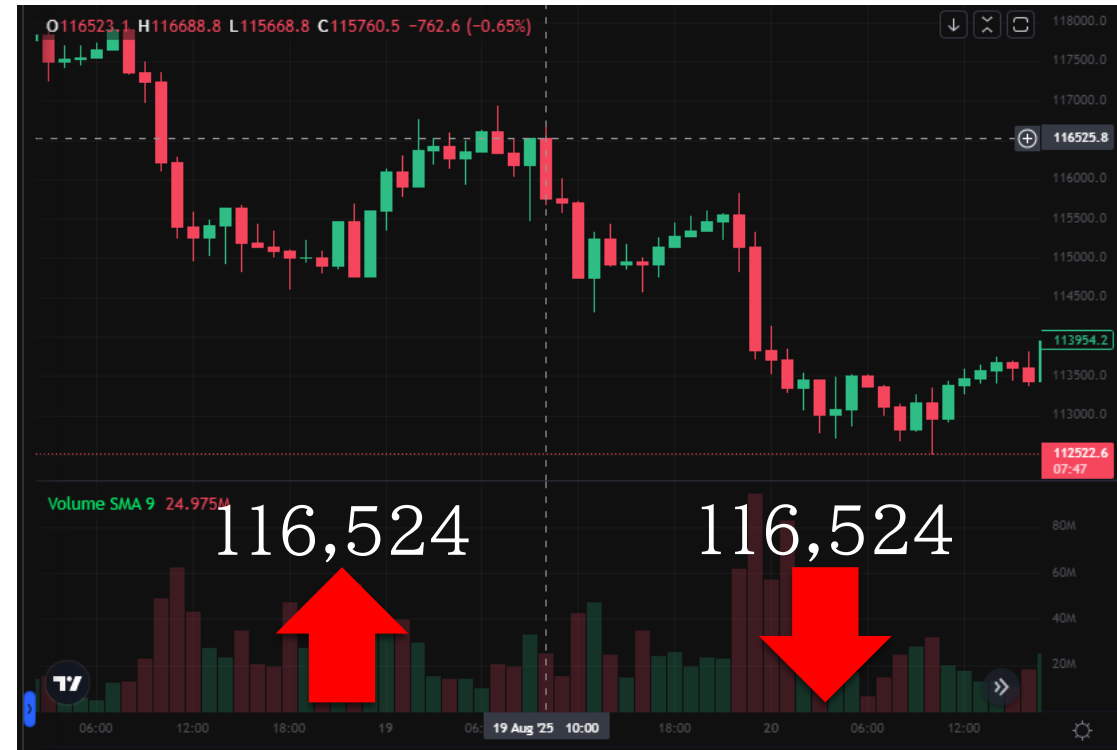 O116523.1 H116688.8 L115668.8 C115760.5 −762.6 (−0.65%)
118000.0
117500.0
117000.0
116525.8
116000.0
115500.0
115000.0
114500.0
113954.2
113500.0
113000.0
112522.6
07:47
Volume SMA 9 24.975M
116,524 116,524
80M
60M
40M
20M
06:00 12:00 18:00 19 06: 19 Aug '25 10:00 18:00 20 06:00 12:00